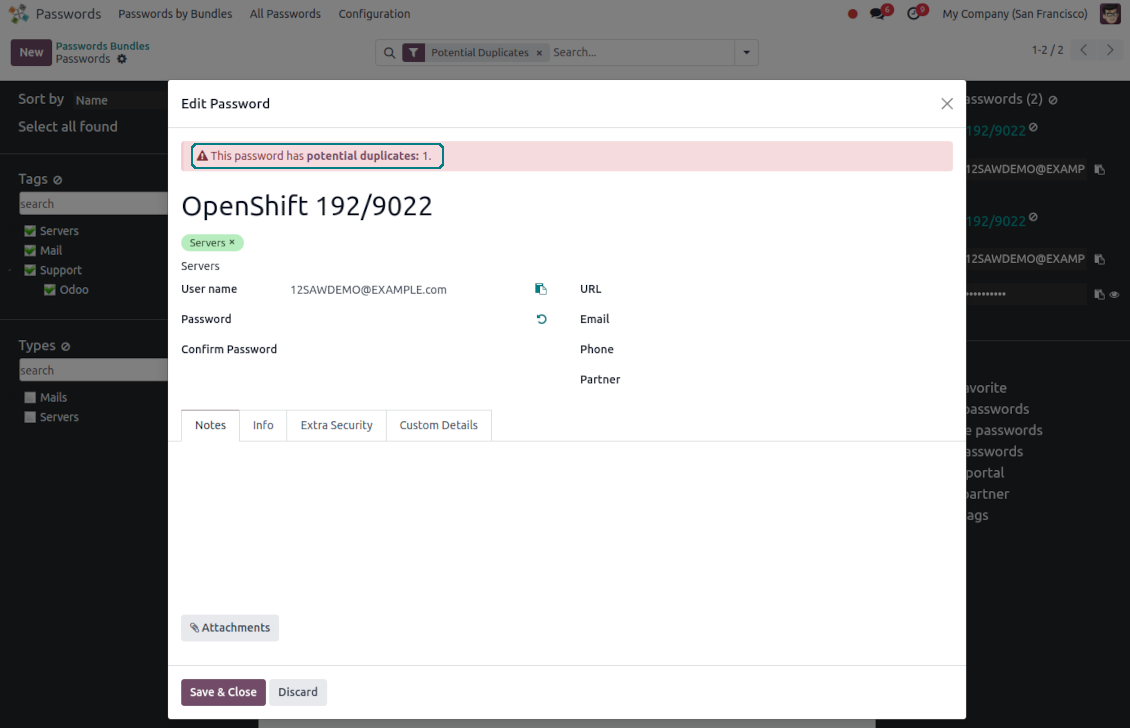 Passwords Passwords by Bundles All Passwords Configuration 6 9 My Company (San Francisco)
New Passwords Bundles
Passwords
Potential Duplicates × Search... 1-2 / 2
Sort by Name
Select all found
Tags
search
Servers
Mail
Support
Odoo
Types
search
Mails
Servers
Edit Password
This password has potential duplicates: 1.
OpenShift 192/9022
Servers ×
Servers
User name 12SAWDEMO@EXAMPLE.com URL
Password Email
Confirm Password Phone
Partner
Notes Info Extra Security Custom Details
Attachments
Save & Close Discard
asswords (2)
192/9022
12SAWDEMO@EXAMP
192/9022
12SAWDEMO@EXAMP
•••••••••••
avorite
passwords
e passwords
asswords
portal
partner
ags